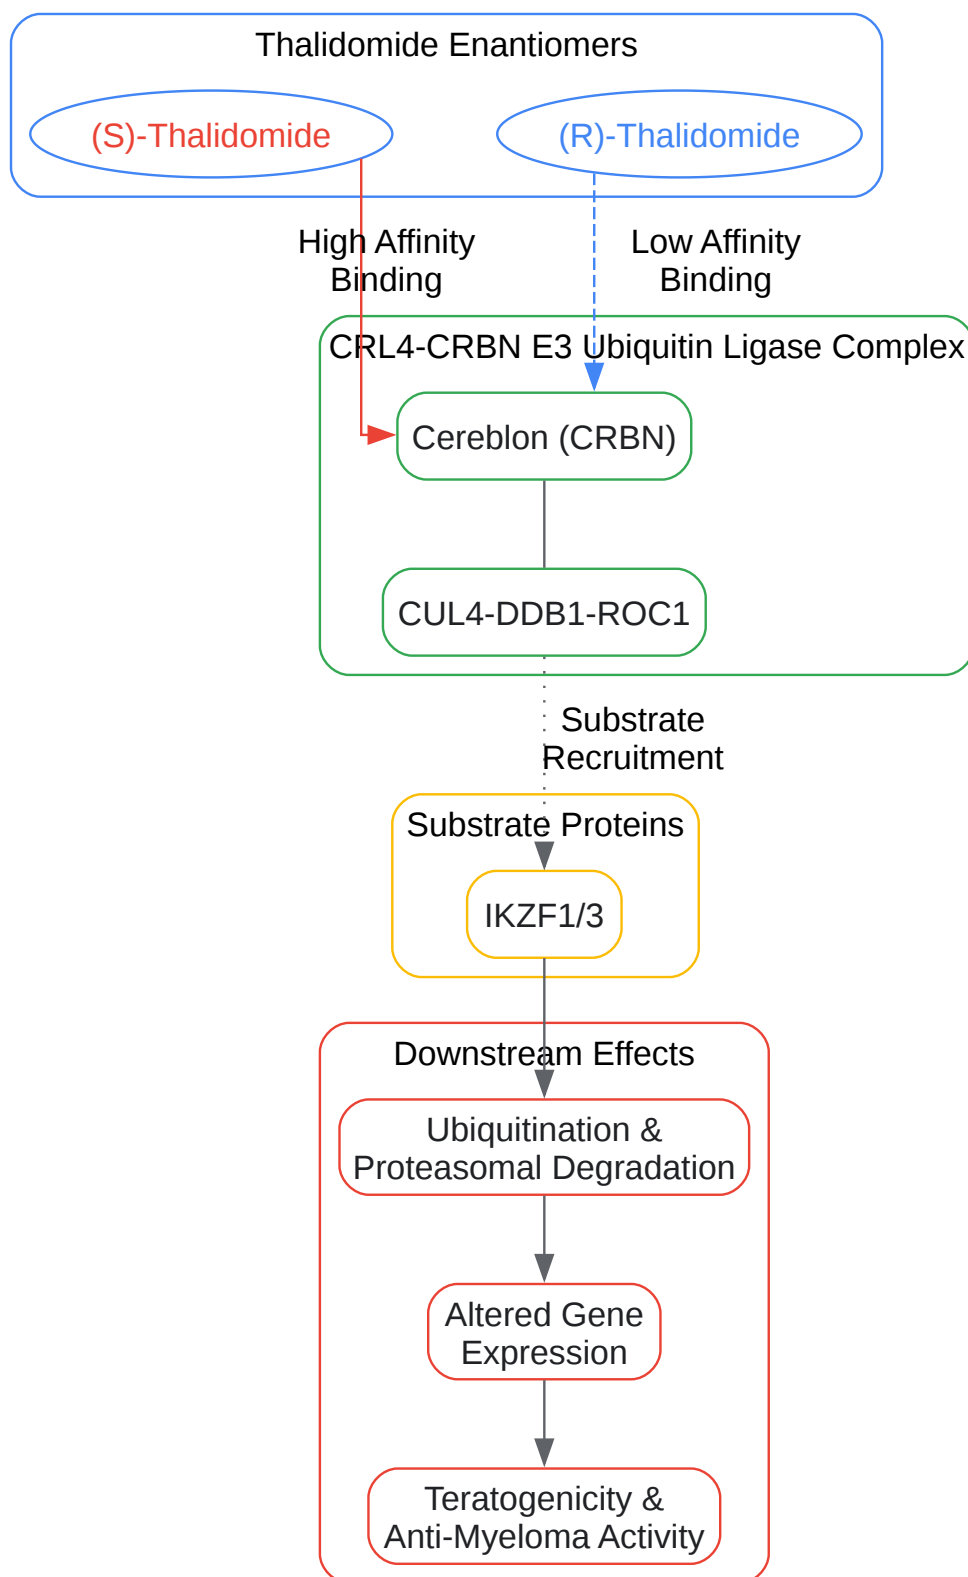 Thalidomide Enantiomers
(S)-Thalidomide
(R)-Thalidomide
High Affinity
Binding
Low Affinity
Binding
CRL4-CRBN E3 Ubiquitin Ligase Complex
Cereblon (CRBN)
CUL4-DDB1-ROC1
Substrate
Recruitment
Substrate Proteins
IKZF1/3
Downstream Effects
Ubiquitination &
Proteasomal Degradation
Altered Gene
Expression
Teratogenicity &
Anti-Myeloma Activity